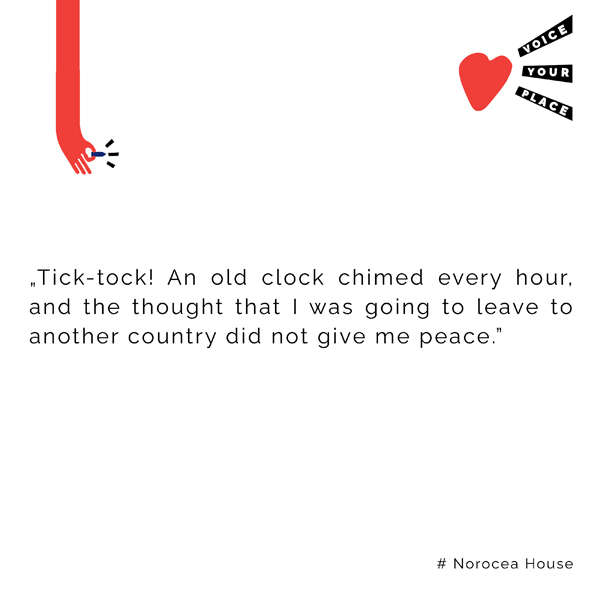 VOICE
YOUR
PLACE
„Tick-tock! An old clock chimed every hour,
and the thought that I was going to leave to
another country did not give me peace.”
# Norocea House